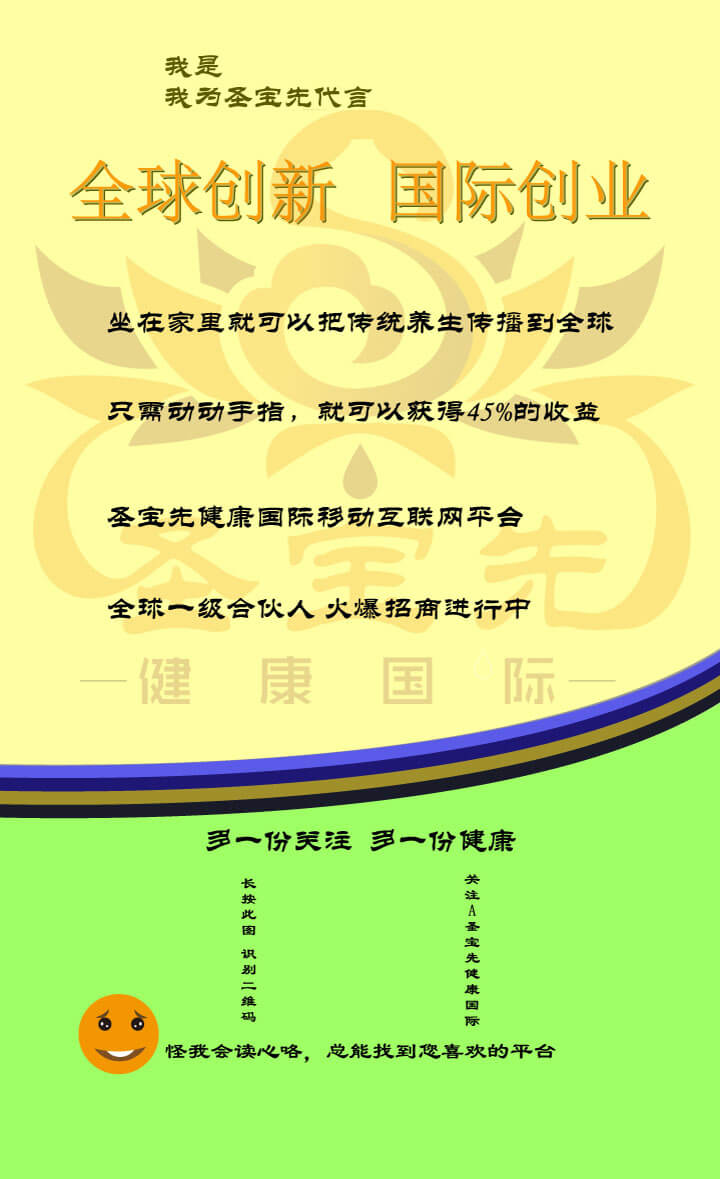 我是
我为圣宝先代言
全球创新 国际创业
坐在家里就可以把传统养生传播到全球
只需动动手指，就可以获得45%的收益
圣宝先健康国际移动互联网平台
全球一级合伙人 火爆招商进行中
圣宝先
健康国际
多一份关注 多一份健康
长按此图 识别二维码
关注A圣宝先健康国际
怪我会读心咯，总能找到您喜欢的平台